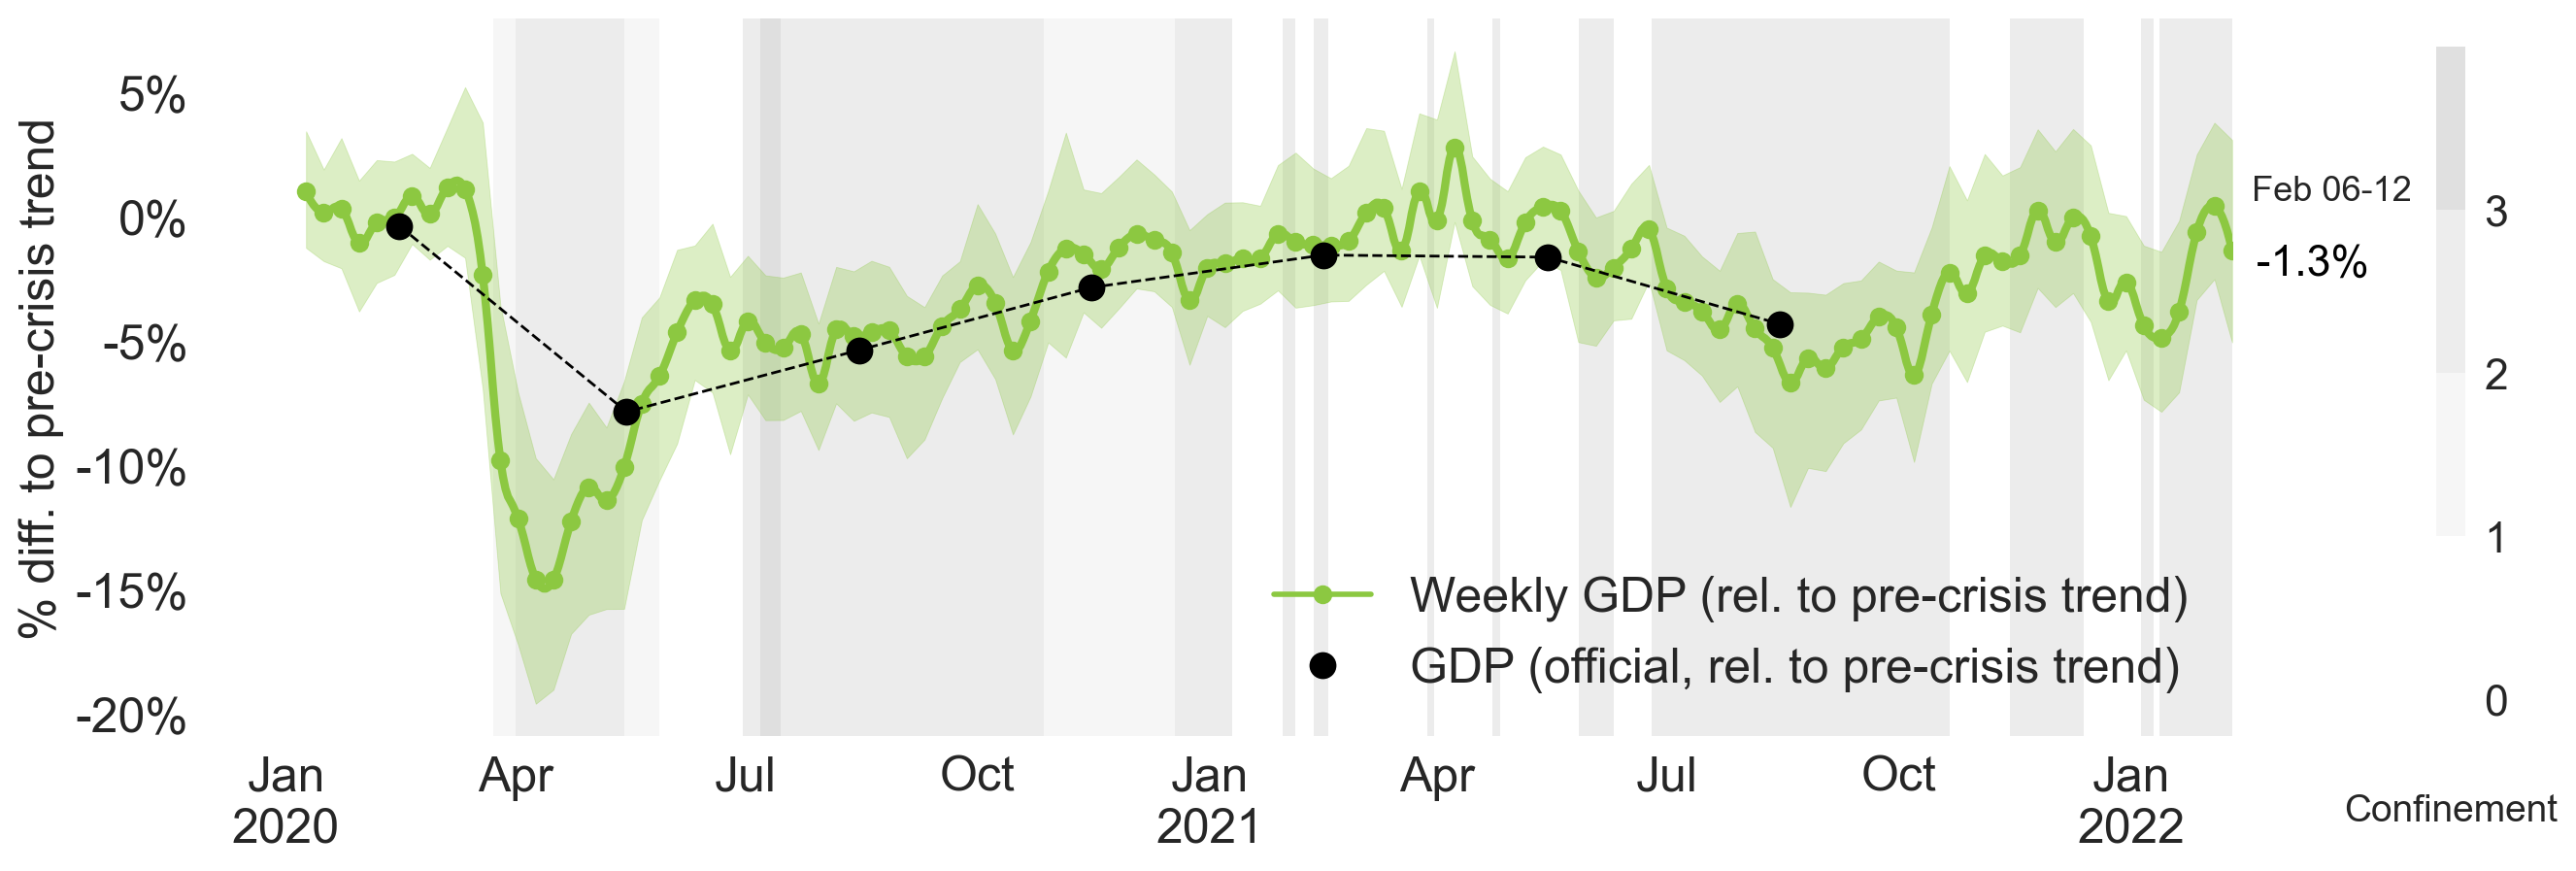 % diff. to pre-crisis trend
5%
0%
-5%
-10%
-15%
-20%
Jan
2020
Apr
Jul
Oct
Jan
2021
Apr
Jul
Oct
Jan
2022
Weekly GDP (rel. to pre-crisis trend)
GDP (official, rel. to pre-crisis trend)
Feb 06-12
-1.3%
3
2
1
0
Confinement